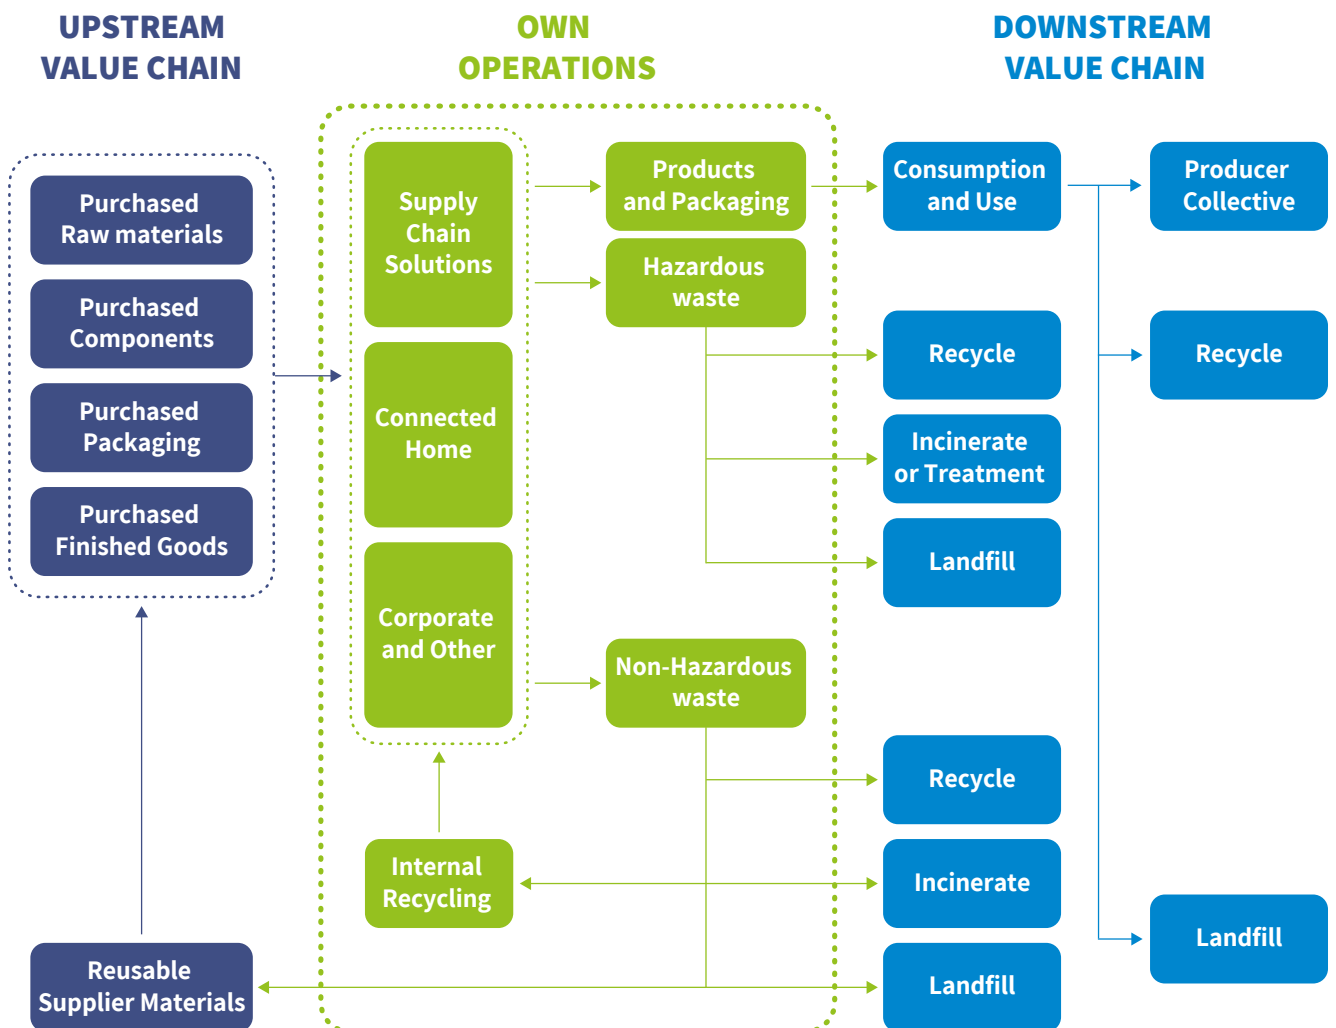 UPSTREAM
VALUE CHAIN
OWN
OPERATIONS
DOWNSTREAM
VALUE CHAIN
Purchased
Raw materials
Purchased
Components
Purchased
Packaging
Purchased
Finished Goods
Reusable
Supplier Materials
Supply
Chain
Solutions
Connected
Home
Corporate
and Other
Internal
Recycling
Products
and Packaging
Hazardous
waste
Non-Hazardous
waste
Consumption
and Use
Recycle
Incinerate
or Treatment
Landfill
Recycle
Incinerate
Landfill
Producer
Collective
Recycle
Landfill